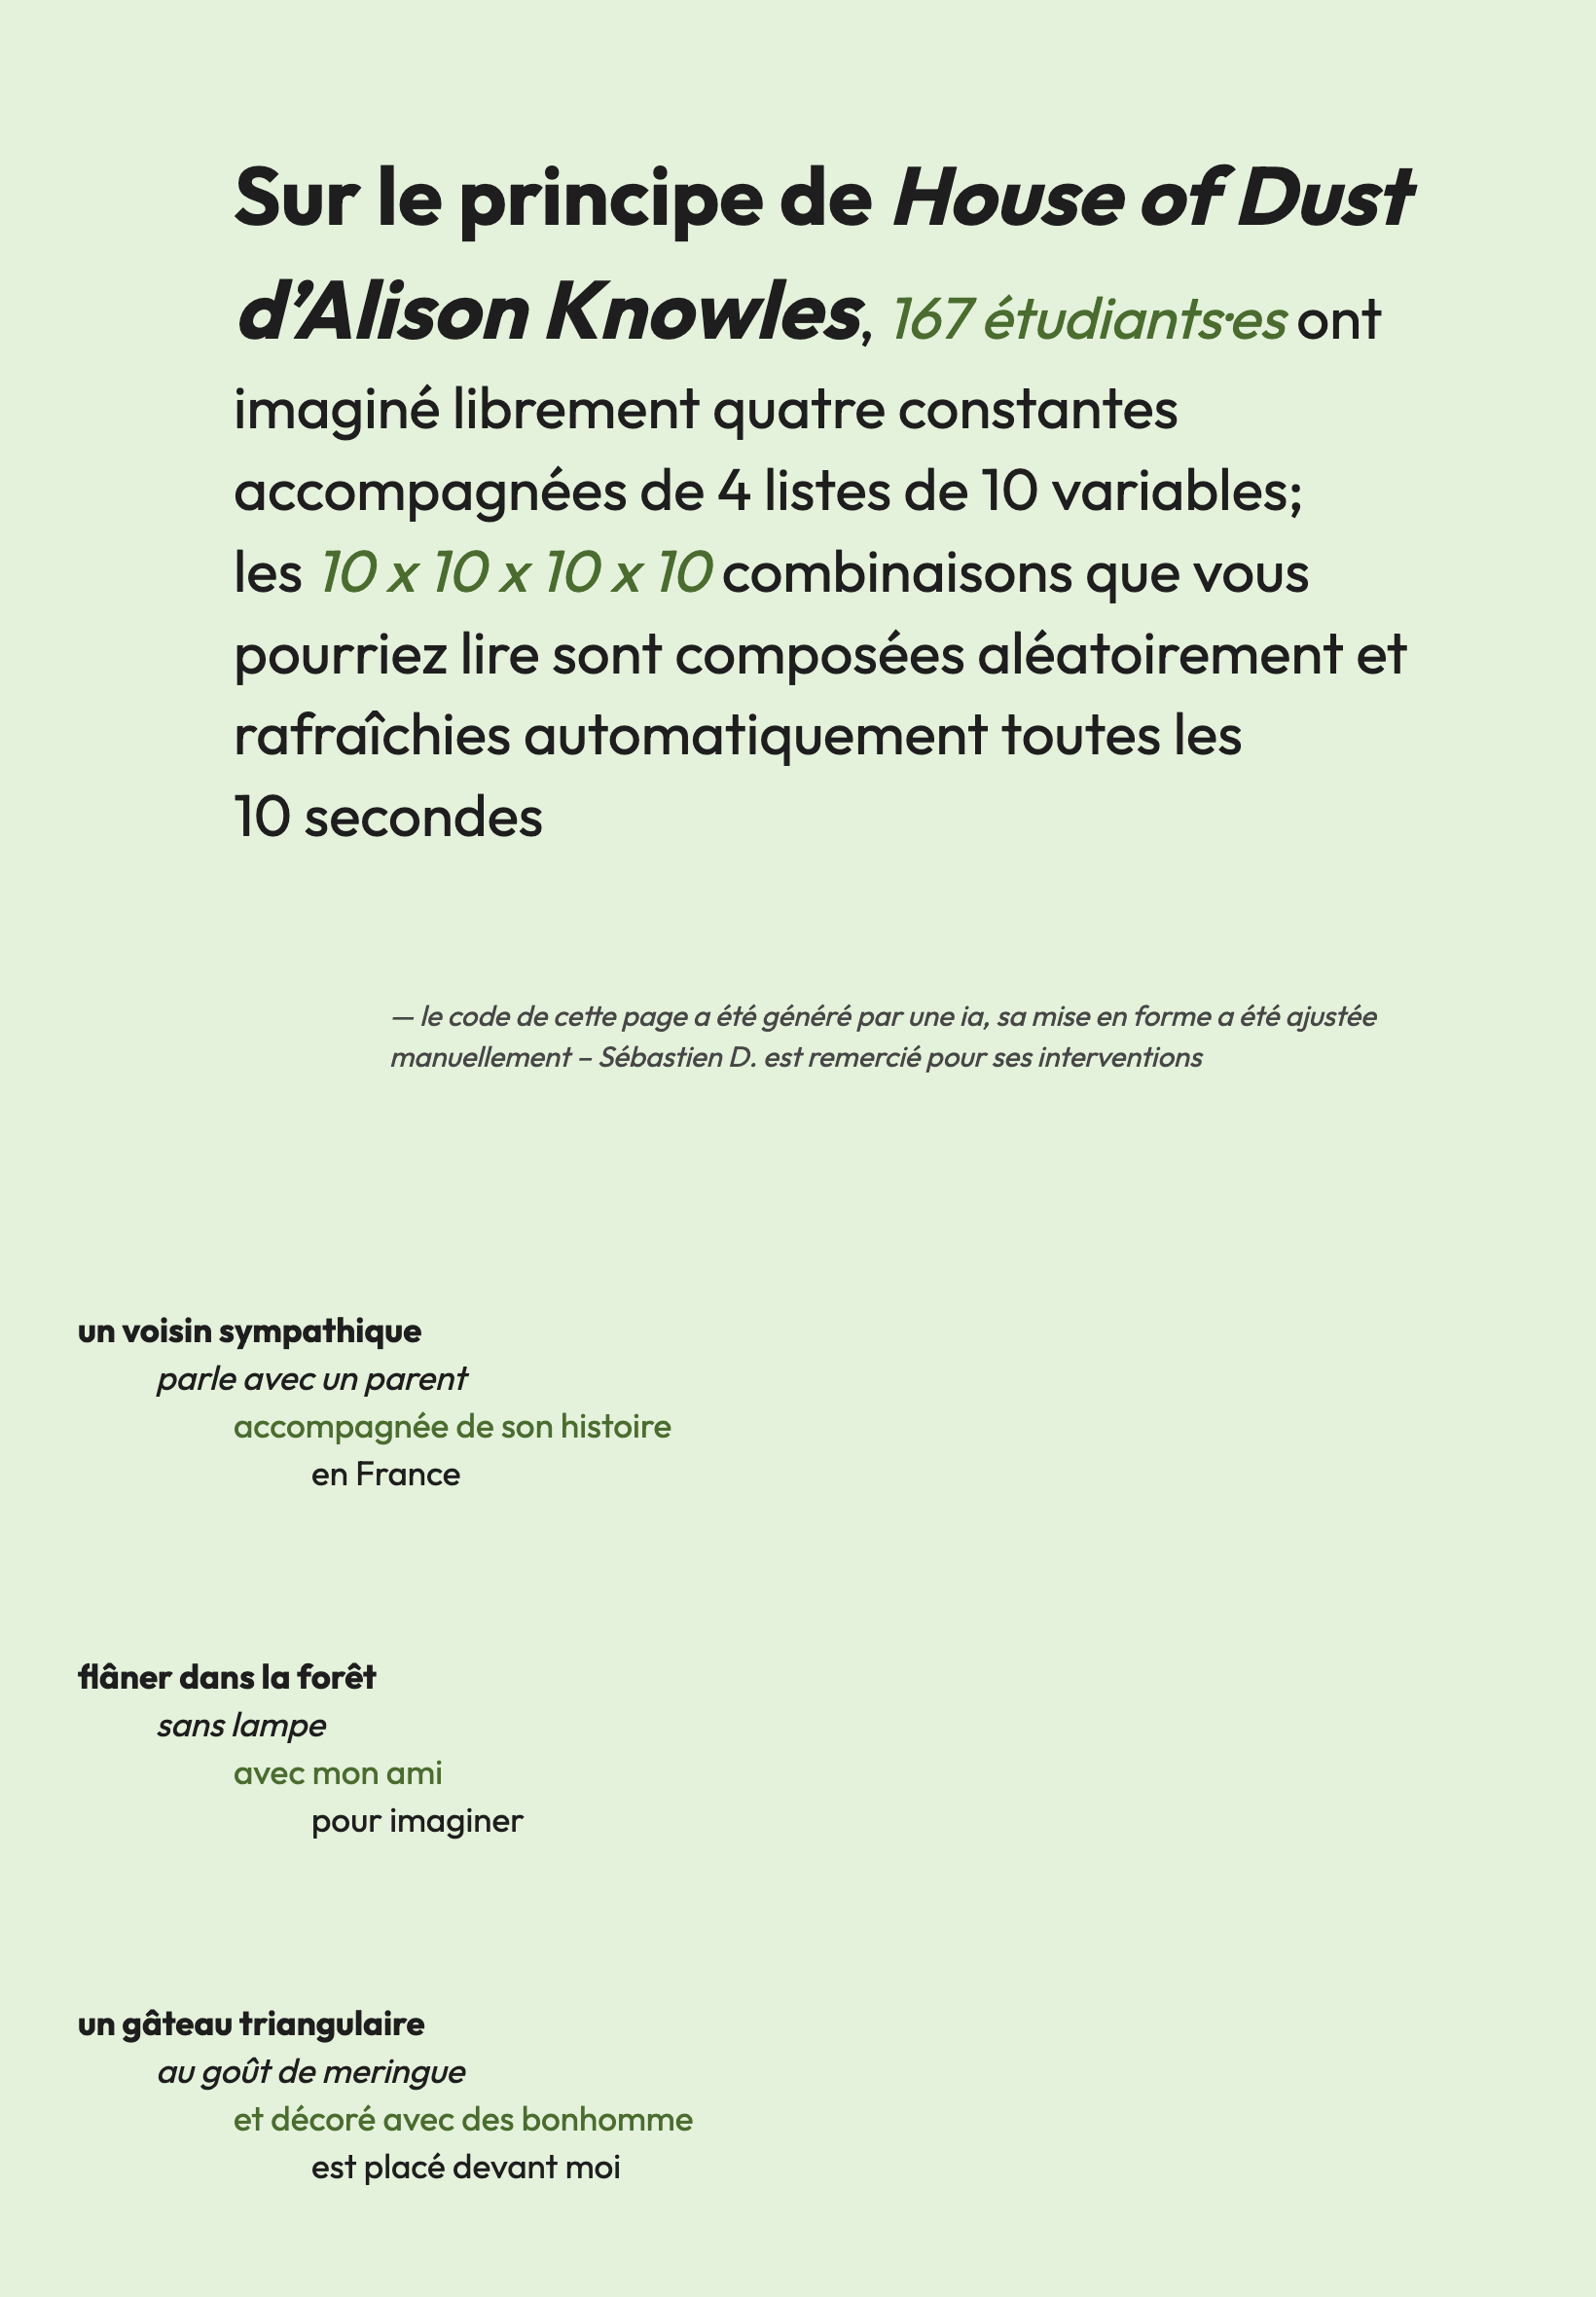 Sur le principe de House of Dust
d’Alison Knowles, 167 étudiants·es ont
imaginé librement quatre constantes
accompagnées de 4 listes de 10 variables;
les 10 x 10 x 10 x 10 combinaisons que vous
pourriez lire sont composées aléatoirement et
rafraîchies automatiquement toutes les
10 secondes
— le code de cette page a été généré par une ia, sa mise en forme a été ajustée
manuellement – Sébastien D. est remercié pour ses interventions
un voisin sympathique
parle avec un parent
accompagnée de son histoire
en France
flâner dans la forêt
sans lampe
avec mon ami
pour imaginer
un gâteau triangulaire
au goût de meringue
et décoré avec des bonhomme
est placé devant moi